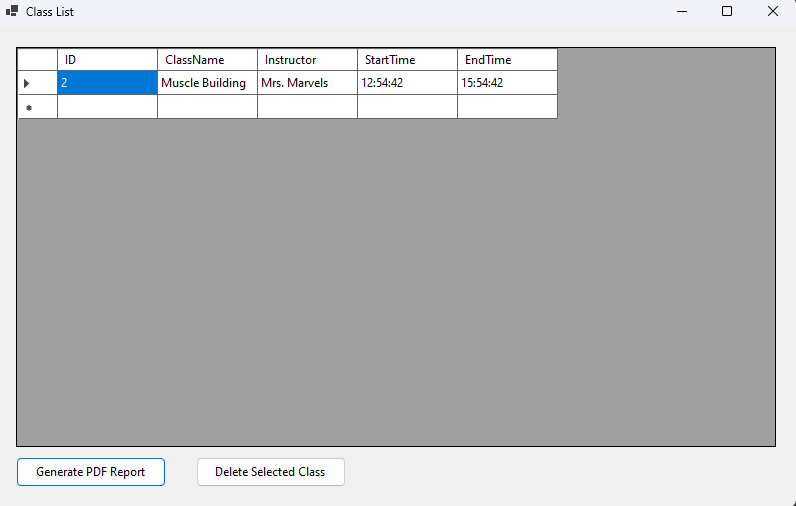 Class List
ID ClassName Instructor StartTime EndTime
2 Muscle Building Mrs. Marvels 12:54:42 15:54:42
Generate PDF Report Delete Selected Class